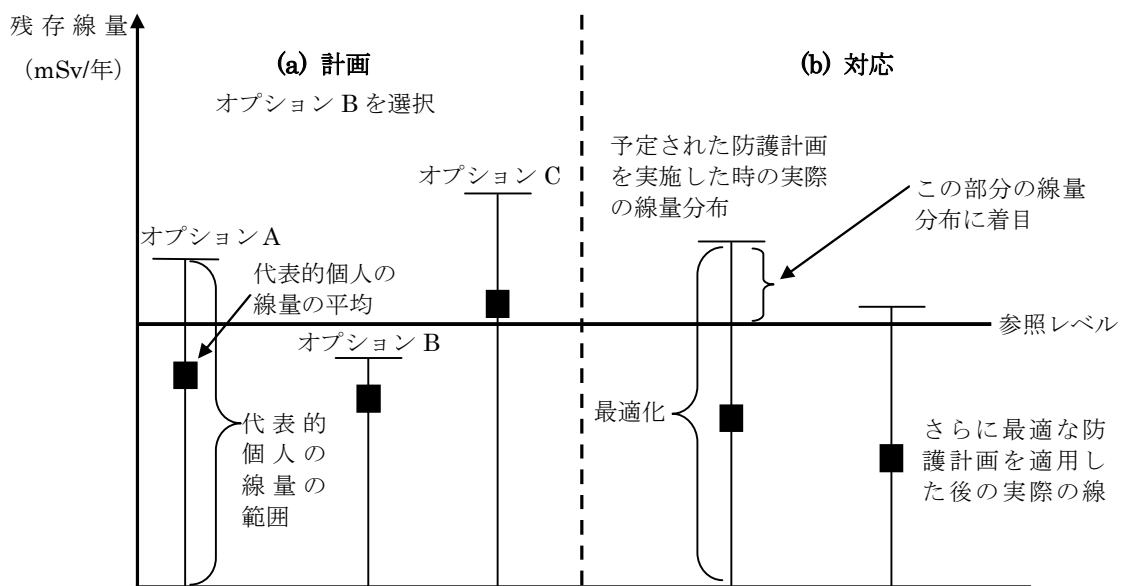 残存線量
（mSv/年）
(a) 計画
オプション B を選択
オプション C
オプション A
代表的個人の
線量の平均
オプション B
代表的
個人の
線量の
範囲
(b) 対応
予定された防護計画
を実施した時の実際
の線量分布
この部分の線量
分布に着目
参照レベル
最適化
さらに最適な防
護計画を適用し
た後の実際の線